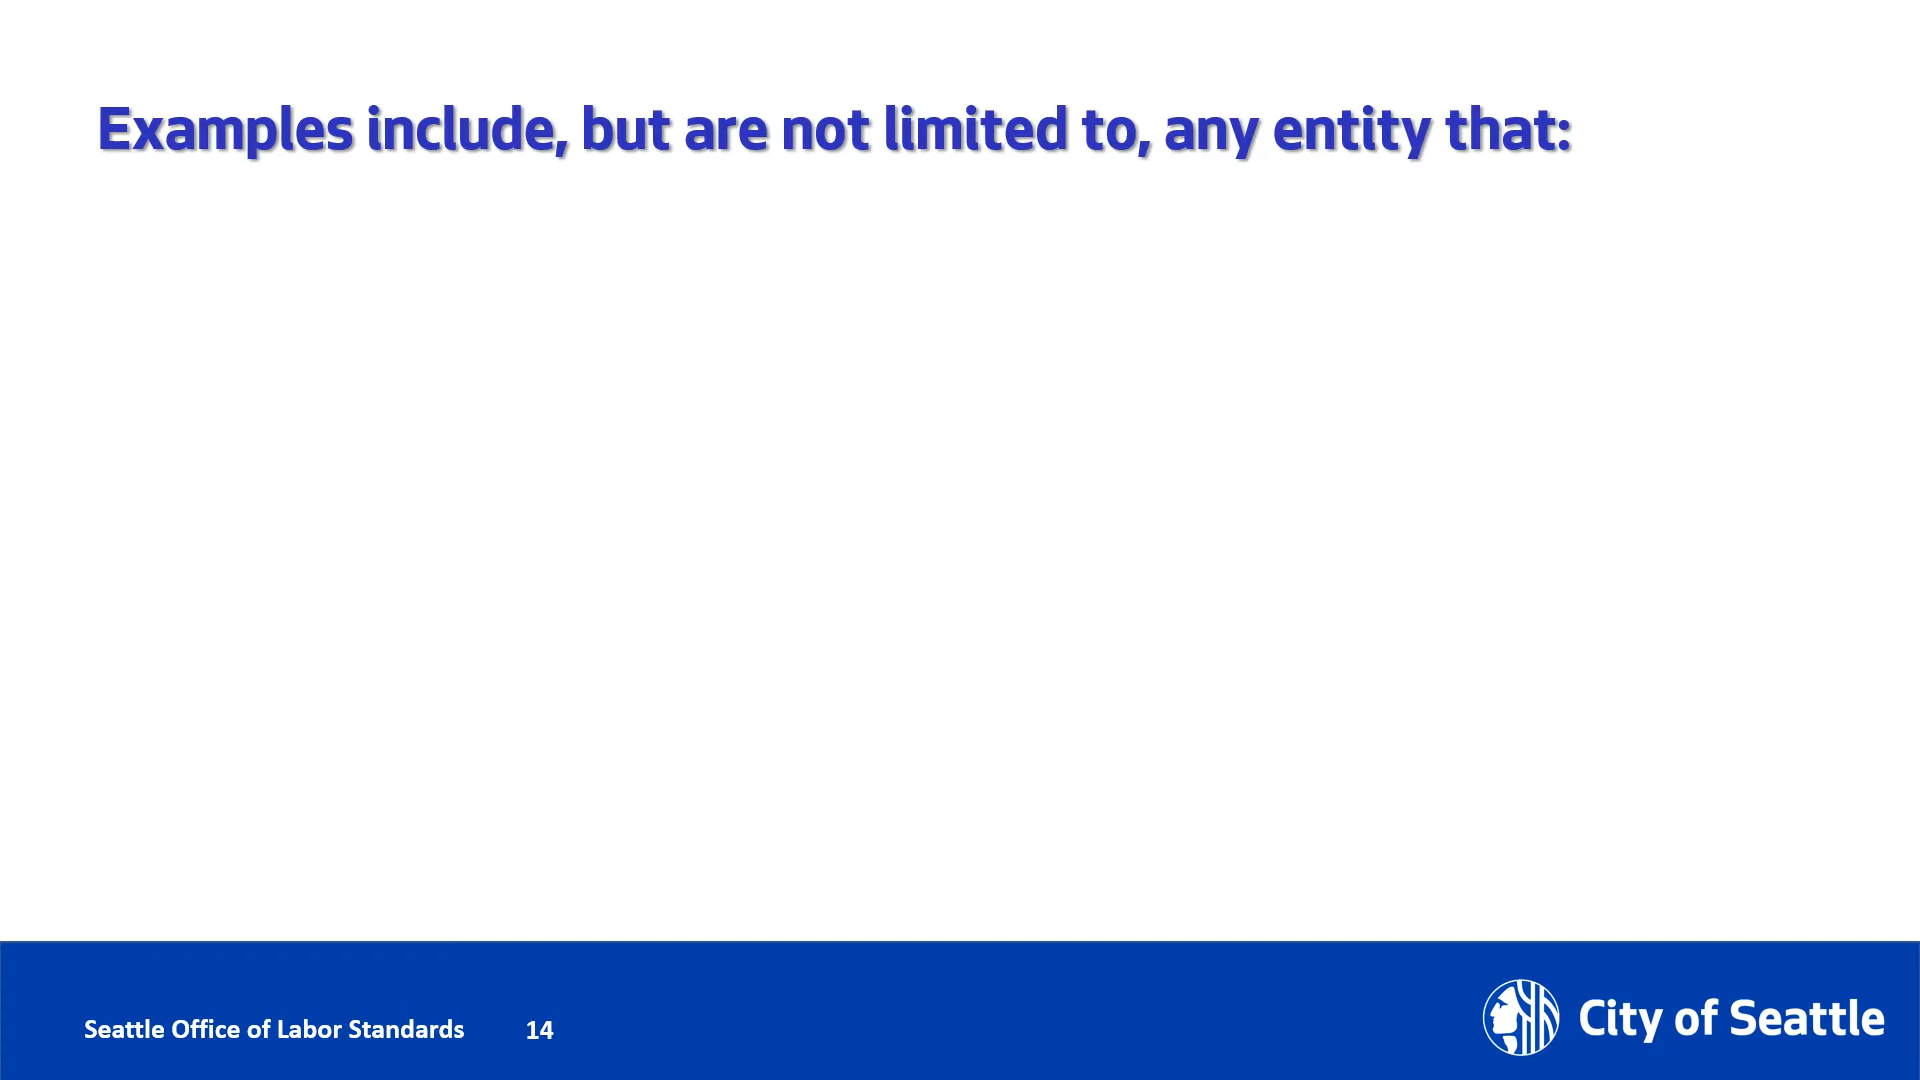 Examples include, but are not limited to, any entity that:
Seattle Office of Labor Standards 14
City of Seattle